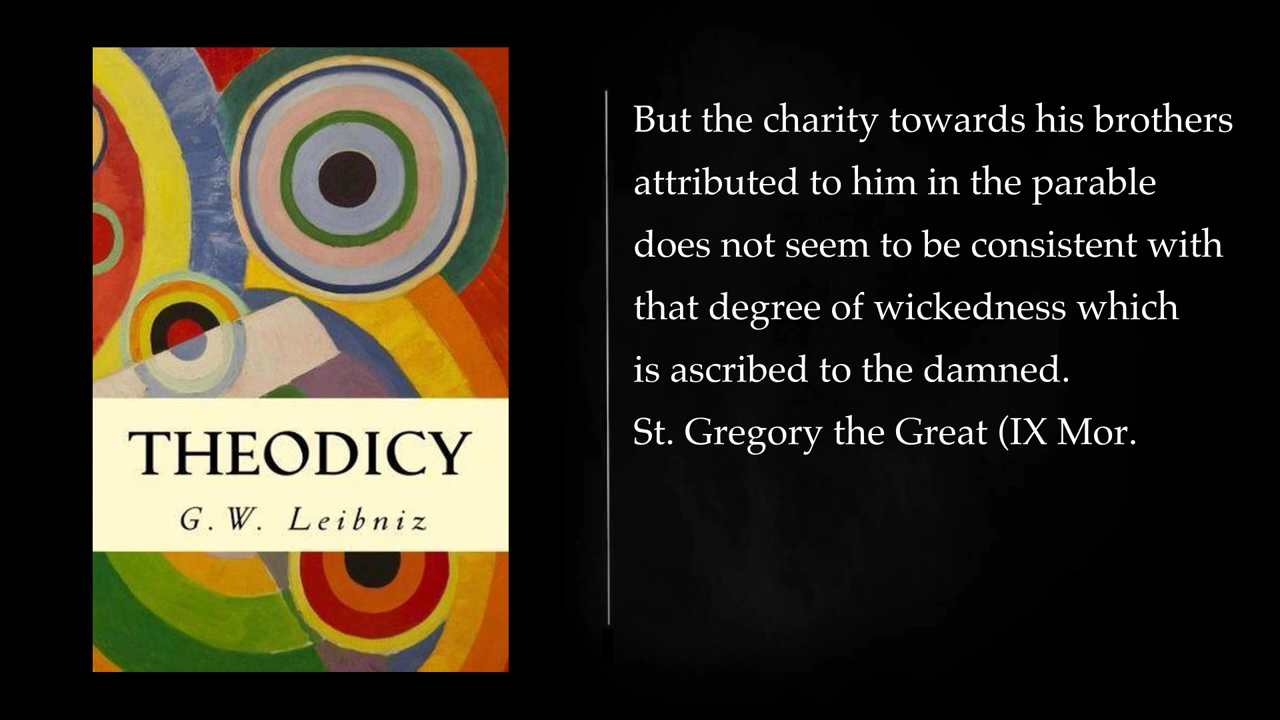 THEODICY
G. W. Leibniz
But the charity towards his brothers
attributed to him in the parable
does not seem to be consistent with
that degree of wickedness which
is ascribed to the damned.
St. Gregory the Great (IX Mor.